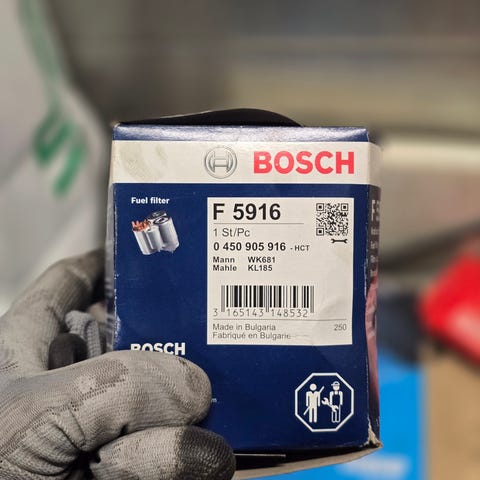 BOSCH
Fuel filter
F 5916
1 St/Pc
0 450 905 916 - HCT
Mann WK681
Mahle KL185
3 165143 148532
Made in Bulgaria 250
Fabriqué en Bulgarie
BOSCH